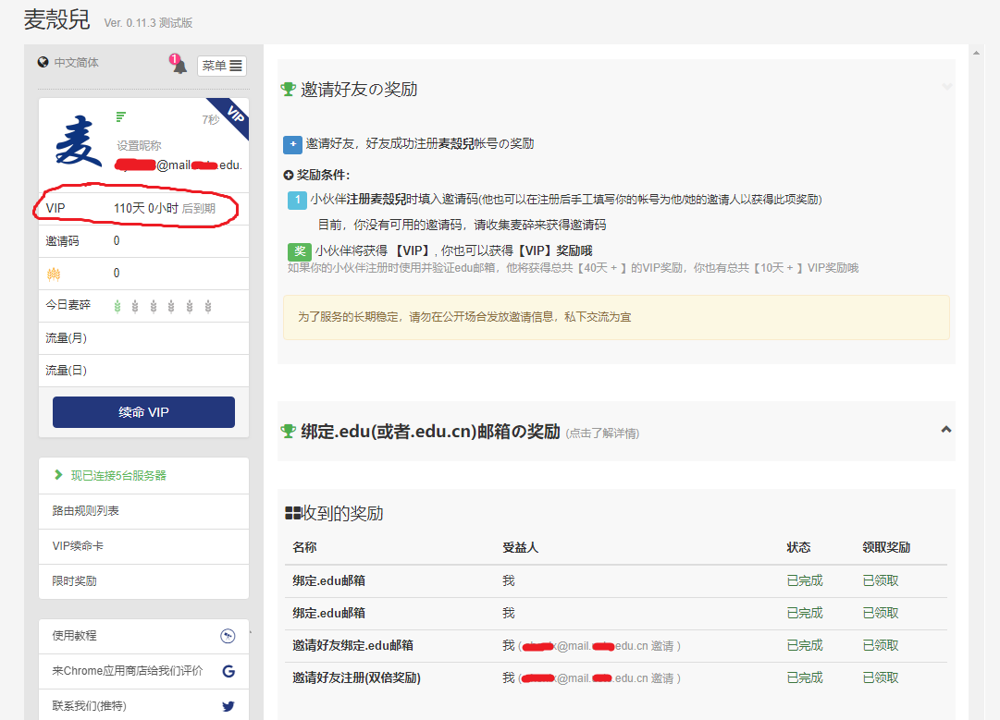 麦殻兒 Ver. 0.11.3 测试版
中文简体
1
菜单
麦
7秒
VIP
设置昵称
@mail
.edu.
VIP 110天 0小时 后到期
邀请码 0
0
今日麦碎
流量(月)
流量(日)
续命 VIP
现已连接5台服务器
路由规则列表
VIP续命卡
限时奖励
使用教程
来Chrome应用商店给我们评价
联系我们(推特)
邀请好友の奖励
+ 邀请好友，好友成功注册麦殻兒帐号の奖励
奖励条件:
1 小伙伴注册麦殻兒时填入邀请码(他也可以在注册后手工填写你的帐号为他/她的邀请人以获得此项奖励)
目前，你没有可用的邀请码，请收集麦碎来获得邀请码
奖 小伙伴将获得 【VIP】, 你也可以获得【VIP】奖励哦
如果你的小伙伴注册时使用并验证edu邮箱，他将获得总共【40天 + 】的VIP奖励，你也有总共【10天 + 】VIP奖励哦
为了服务的长期稳定，请勿在公开场合发放邀请信息，私下交流为宜
绑定.edu(或者.edu.cn)邮箱の奖励 (点击了解详情)
收到的奖励
名称 受益人 状态 领取奖励
绑定.edu邮箱 我 已完成 已领取
绑定.edu邮箱 我 已完成 已领取
邀请好友绑定.edu邮箱 我 ( @mail. edu.cn 邀请 ) 已完成 已领取
邀请好友注册(双倍奖励) 我 ( @mail. .edu.cn 邀请 ) 已完成 已领取